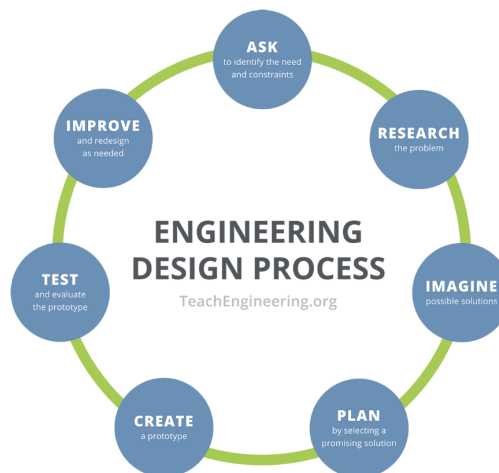 ASK
to identify the need
and constraints
RESEARCH
the problem
IMAGINE
possible solutions
PLAN
by selecting a
promising solution
CREATE
a prototype
TEST
and evaluate
the prototype
IMPROVE
and redesign
as needed
ENGINEERING
DESIGN PROCESS
TeachEngineering.org